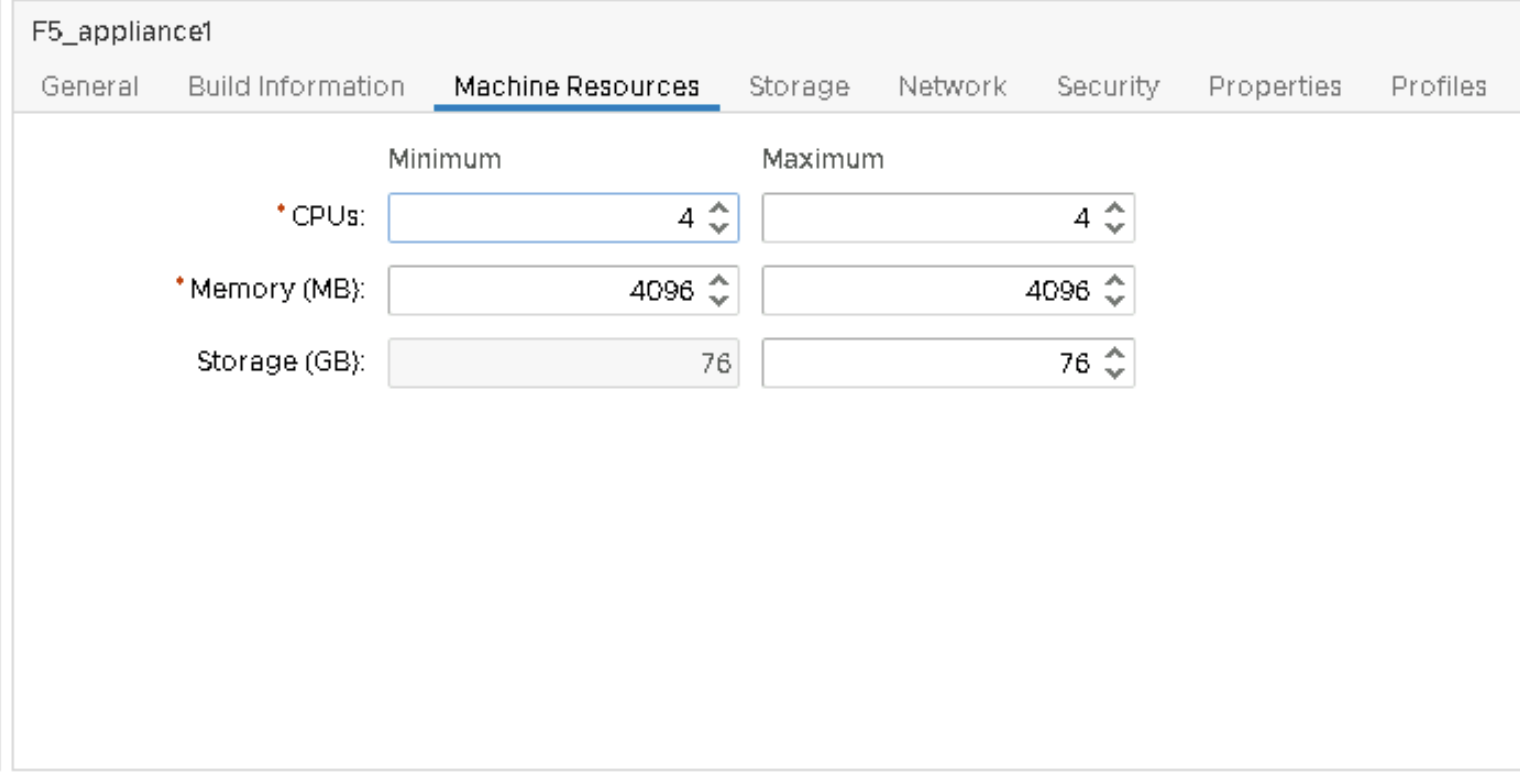 F5_appliance1
General Build Information Machine Resources Storage Network Security Properties Profiles
Minimum Maximum
* CPUs: 4 4
* Memory (MB): 4096 4096
Storage (GB): 76 76